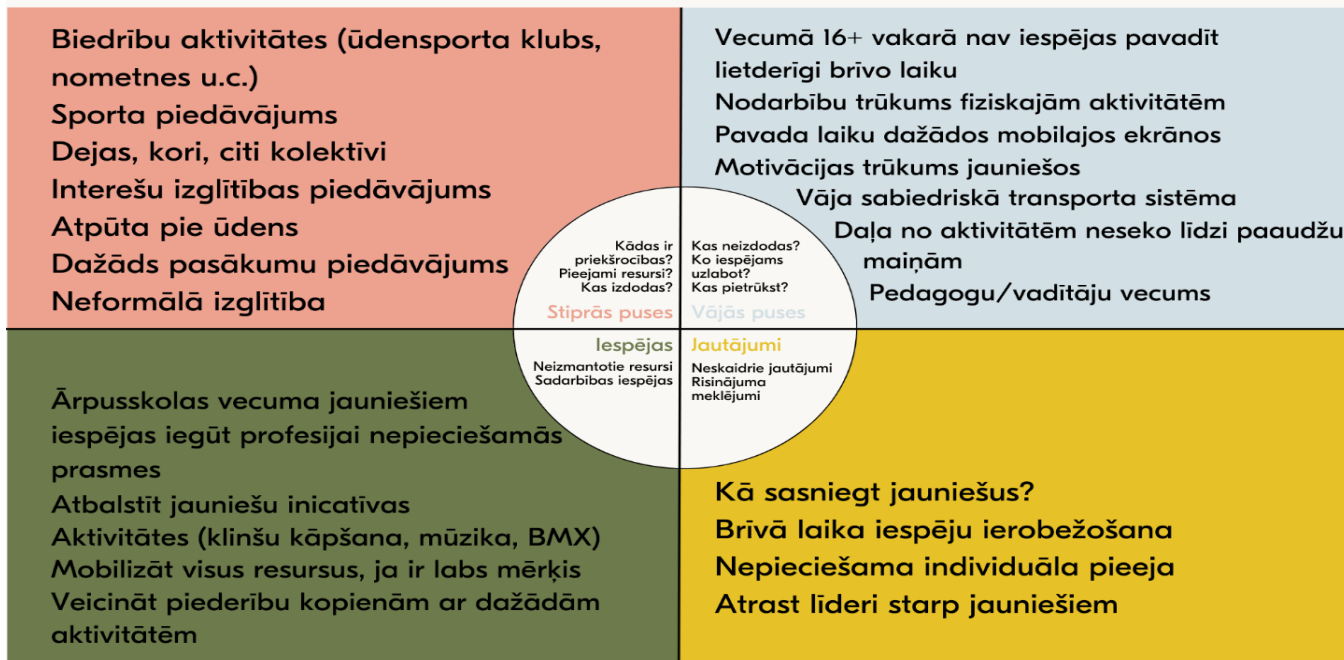 Biedrību aktivitātes (ūdensporta klubs,
nometnes u.c.)
Sporta piedāvājums
Dejas, kori, citi kolektīvi
Interešu izglītības piedāvājums
Atpūta pie ūdens
Dažāds pasākumu piedāvājums
Neformālā izglītība
Vecumā 16+ vakarā nav iespējas pavadīt
lietderīgi brīvo laiku
Nodarbību trūkums fiziskajām aktivitātēm
Pavada laiku dažādos mobilajos ekrānos
Motivācijas trūkums jauniešos
Vāja sabiedriskā transporta sistēma
Daļa no aktivitātēm neseko līdzi paaudžu
maiņām
Pedagogu/vadītāju vecums
Kādas ir
priekšrocības?
Pieejami resursi?
Kas izdodas?
Stiprās puses
Kas neizdodas?
Ko iespējams
uzlabot?
Kas pietrūkst?
Vājās puses
Iespējas
Neizmantotie resursi
Sadarbības iespējas
Jautājumi
Neskaidrie jautājumi
Risinājuma
meklējumi
Ārpusskolas vecuma jauniešiem
iespējas iegūt profesijai nepieciešamās
prasmes
Atbalstīt jauniešu inicatīvas
Aktivitātes (klinšu kāpšana, mūzika, BMX)
Mobilizāt visus resursus, ja ir labs mērķis
Veicināt piederību kopienām ar dažādām
aktivitātēm
Kā sasniegt jauniešus?
Brīvā laika iespēju ierobežošana
Nepieciešama individuāla pieeja
Atrast līderi starp jauniešiem